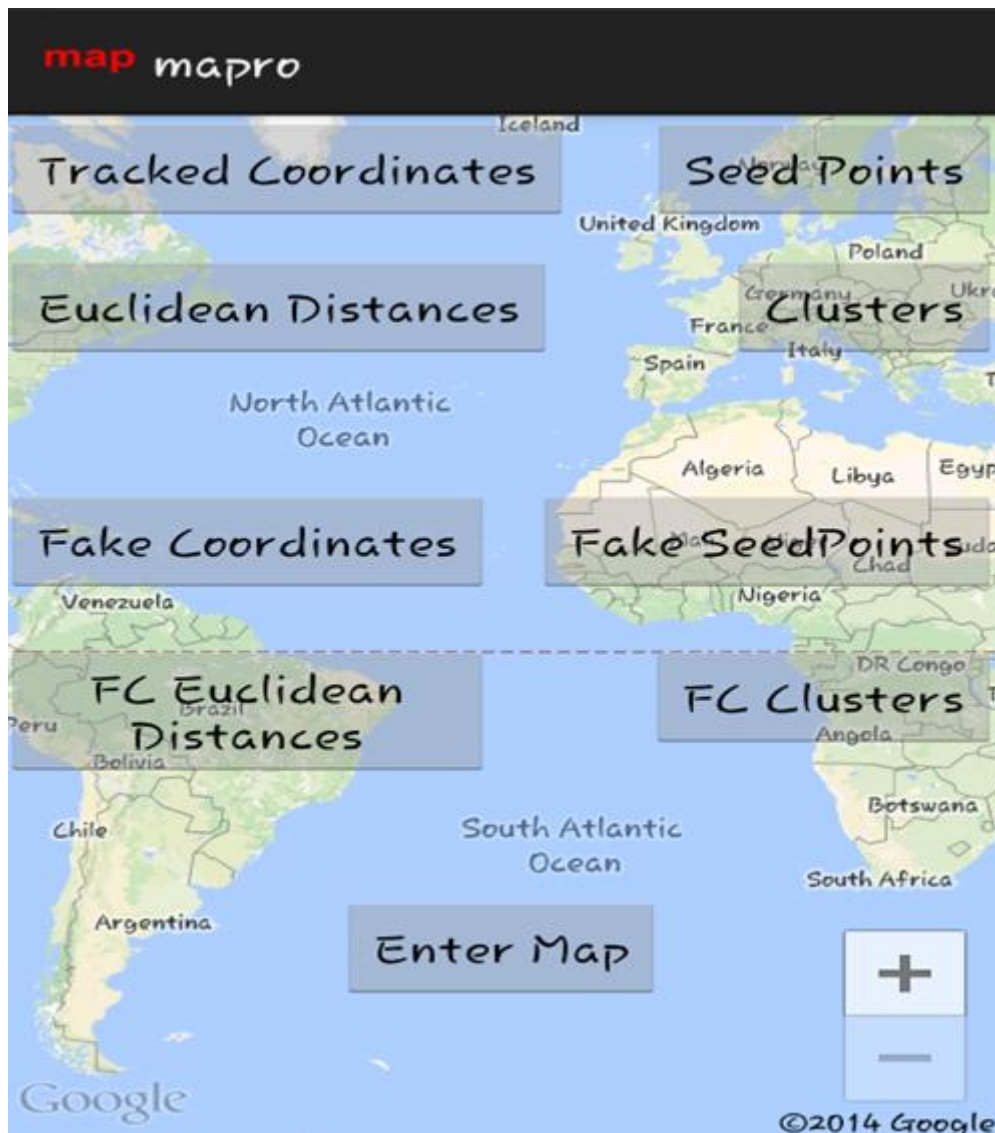 map mapro
Iceland
Tracked Coordinates
Seed Points
United Kingdom
Poland
Euclidean Distances
Germany
Clusters
France
Italy
Spain
North Atlantic
Ocean
Algeria
Libya
Fake Coordinates
Fake SeedPoints
Chad
Venezuela
Nigeria
FC Euclidean
Distances
DR Congo
FC Clusters
Brazil
Peru
Angola
Bolivia
Botswana
Chile
South Atlantic
Ocean
South Africa
Argentina
Enter Map
+
−
Google
©2014 Google